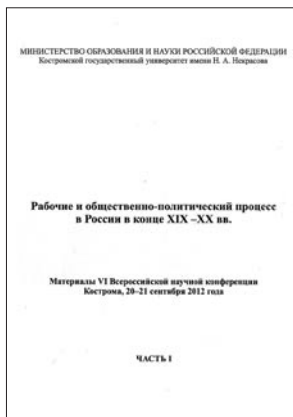 МИНИСТЕРСТВО ОБРАЗОВАНИЯ И НАУКИ РОССИЙСКОЙ ФЕДЕРАЦИИ
Костромской государственный университет имени Н. А. Некрасова
Рабочие и общественно-политический процесс
в России в конце XIX –XX вв.
Материалы VI Всероссийской научной конференции
Кострома, 20–21 сентября 2012 года
ЧАСТЬ I